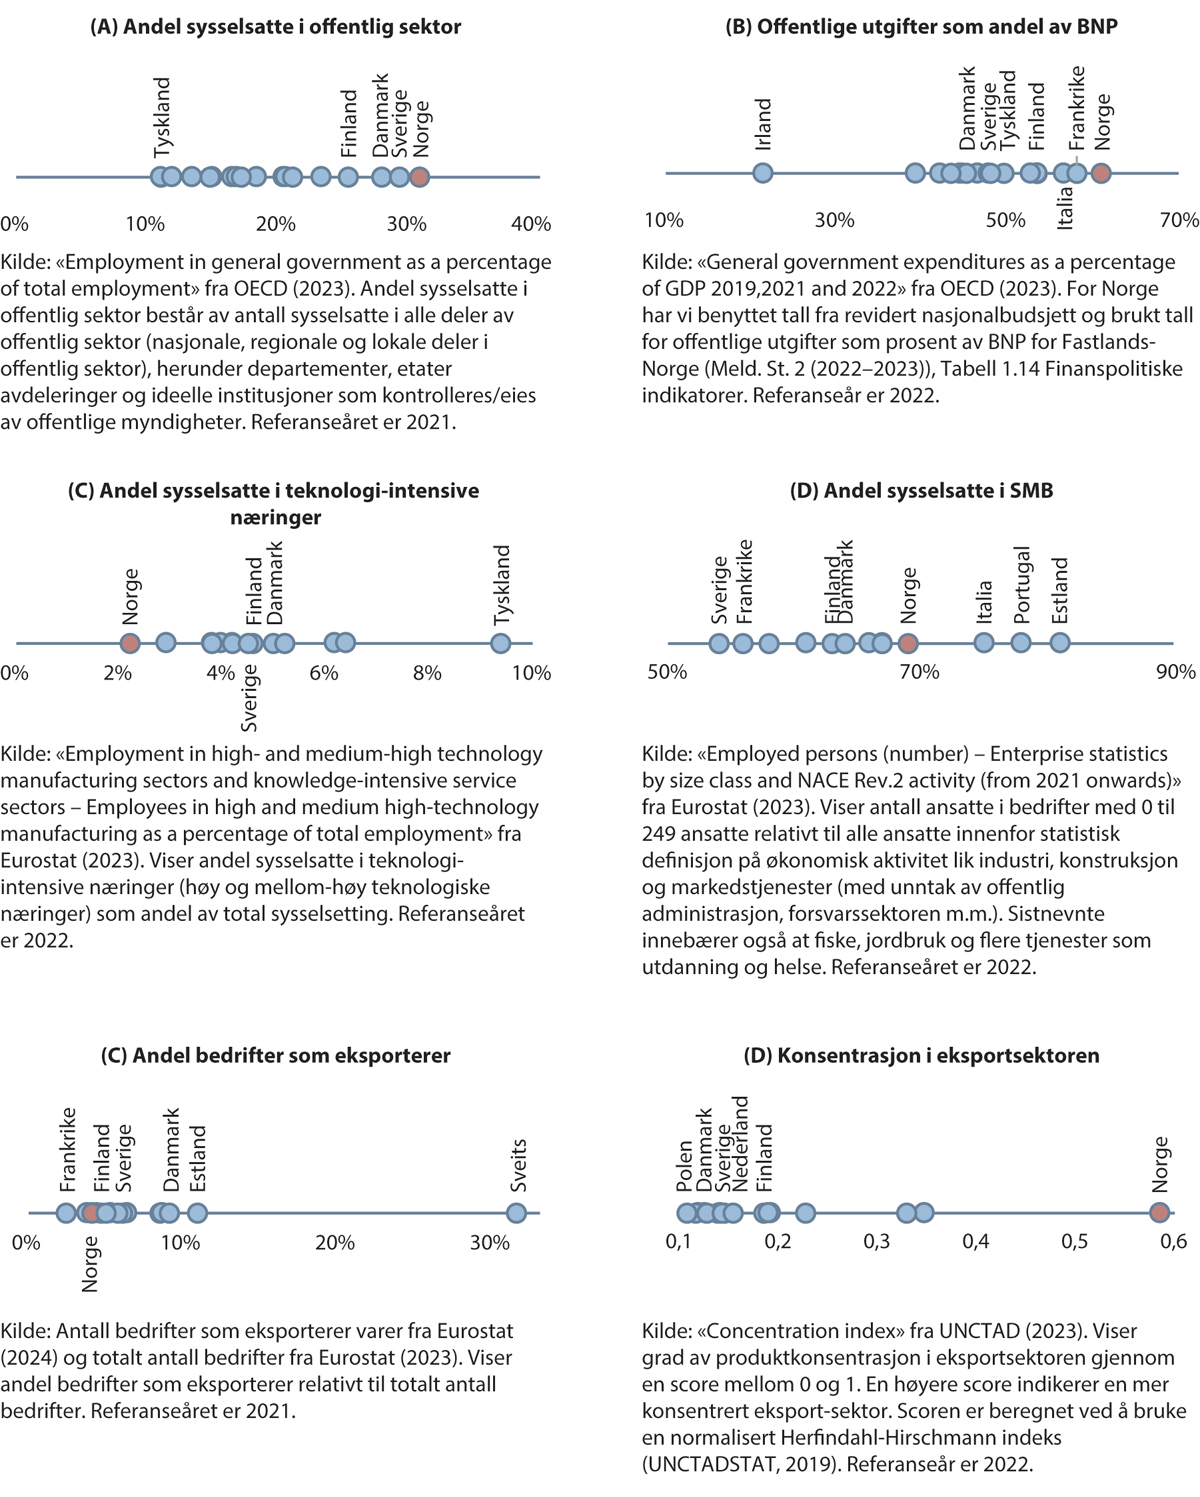 (A) Andel sysselsatte i offentlig sektor
Tyskland
Finland
Danmark
Sverige
Norge
0% 10% 20% 30% 40%
Kilde: «Employment in general government as a percentage
of total employment» fra OECD (2023). Andel sysselsatte i
offentlig sektor består av antall sysselsatte i alle deler av
offentlig sektor (nasjonale, regionale og lokale deler i
offentlig sektor), herunder departementer, etater
avdeleringer og ideelle institusjoner som kontrolleres/eies
av offentlige myndigheter. Referanseåret er 2021.
(B) Offentlige utgifter som andel av BNP
Irland
Danmark
Sverige
Tyskland
Finland
Italia
Frankrike
Norge
10% 30% 50% 70%
Kilde: «General government expenditures as a percentage
of GDP 2019,2021 and 2022» fra OECD (2023). For Norge
har vi benyttet tall fra revidert nasjonalbudsjett og brukt tall
for offentlige utgifter som prosent av BNP for Fastlands-
Norge (Meld. St. 2 (2022–2023)), Tabell 1.14 Finanspolitiske
indikatorer. Referanseår er 2022.
(C) Andel sysselsatte i teknologi-intensive
næringer
Norge
Sverige
Finland
Danmark
Tyskland
0% 2% 4% 6% 8% 10%
Kilde: «Employment in high- and medium-high technology
manufacturing sectors and knowledge-intensive service
sectors – Employees in high and medium high-technology
manufacturing as a percentage of total employment» fra
Eurostat (2023). Viser andel sysselsatte i teknologi-
intensive næringer (høy og mellom-høy teknologiske
næringer) som andel av total sysselsetting. Referanseåret
er 2022.
(D) Andel sysselsatte i SMB
Sverige
Frankrike
Finland
Danmark
Norge
Italia
Portugal
Estland
50% 70% 90%
Kilde: «Employed persons (number) – Enterprise statistics
by size class and NACE Rev.2 activity (from 2021 onwards)»
fra Eurostat (2023). Viser antall ansatte i bedrifter med 0 til
249 ansatte relativt til alle ansatte innenfor statistisk
definisjon på økonomisk aktivitet lik industri, konstruksjon
og markedstjenester (med unntak av offentlig
administrasjon, forsvarssektoren m.m.). Sistnevnte
innebærer også at fiske, jordbruk og flere tjenester som
utdanning og helse. Referanseåret er 2022.
(C) Andel bedrifter som eksporterer
Frankrike
Norge
Finland
Sverige
Danmark
Estland
Sveits
0% 10% 20% 30%
Kilde: Antall bedrifter som eksporterer varer fra Eurostat
(2024) og totalt antall bedrifter fra Eurostat (2023). Viser
andel bedrifter som eksporterer relativt til totalt antall
bedrifter. Referanseåret er 2021.
(D) Konsentrasjon i eksportsektoren
Polen
Danmark
Sverige
Nederland
Finland
Norge
0,1 0,2 0,3 0,4 0,5 0,6
Kilde: «Concentration index» fra UNCTAD (2023). Viser
grad av produktkonsentrasjon i eksportsektoren gjennom
en score mellom 0 og 1. En høyere score indikerer en mer
konsentrert eksport-sektor. Scoren er beregnet ved å bruke
en normalisert Herfindahl-Hirschmann indeks
(UNCTADSTAT, 2019). Referanseår er 2022.